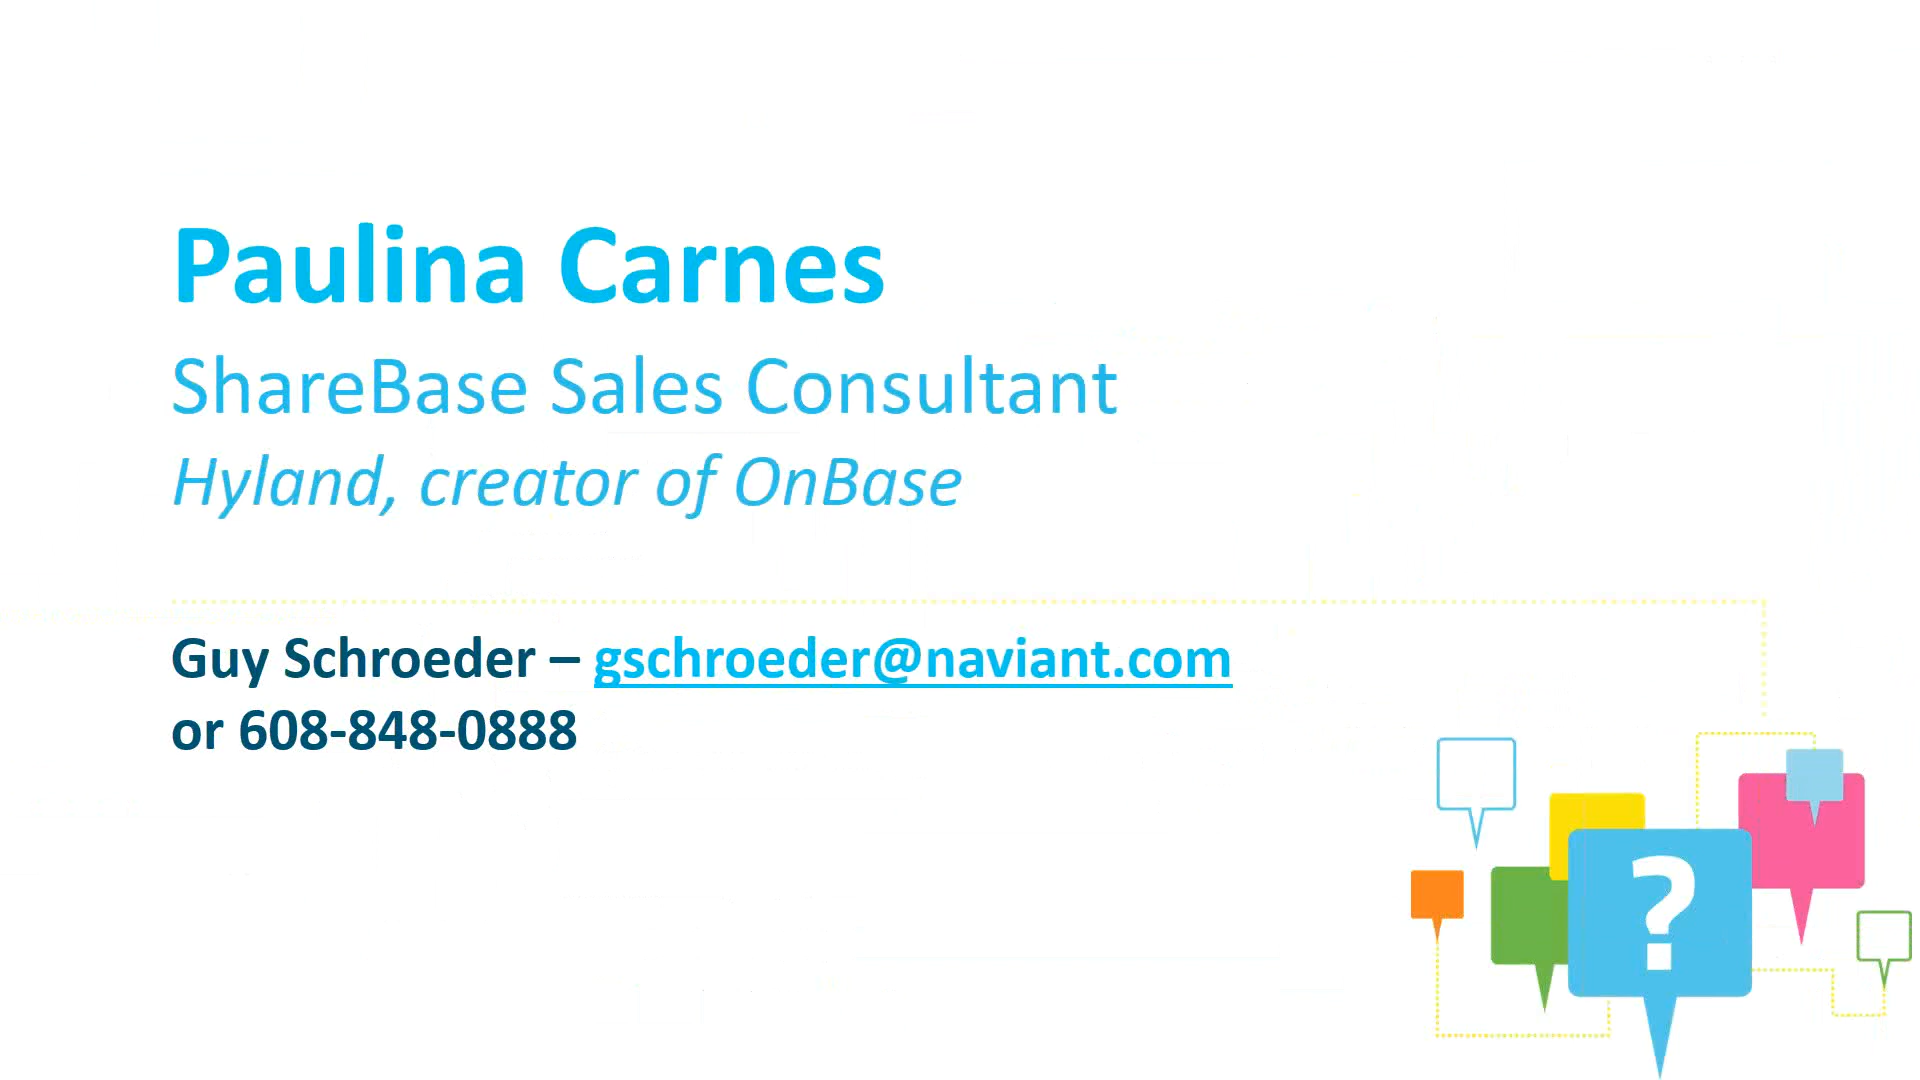 Paulina Carnes
ShareBase Sales Consultant
Hyland, creator of OnBase
Guy Schroeder – gschroeder@naviant.com
or 608-848-0888
?